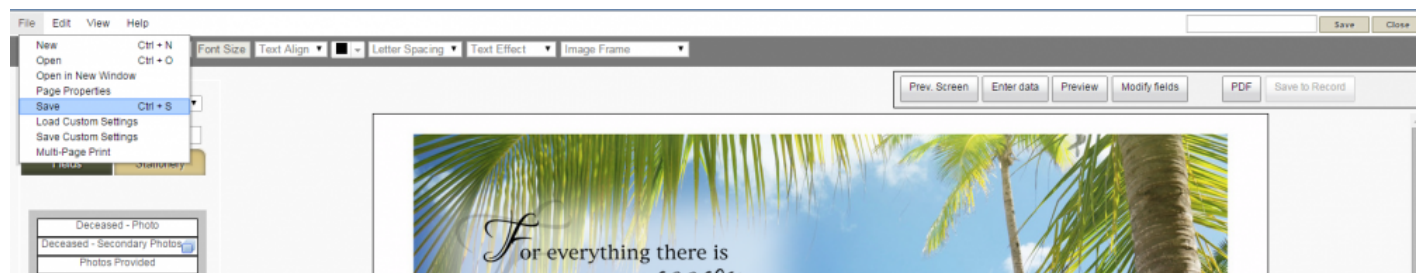 File Edit View Help
Save Close
New Ctrl + N
Open Ctrl + O
Open in New Window
Page Properties
Save Ctrl + S
Load Custom Settings
Save Custom Settings
Multi-Page Print
Font Size Text Align Letter Spacing Text Effect Image Frame
Prev. Screen Enter data Preview Modify fields PDF Save to Record
Fields Stationery
Deceased - Photo
Deceased - Secondary Photos
Photos Provided
For everything there is